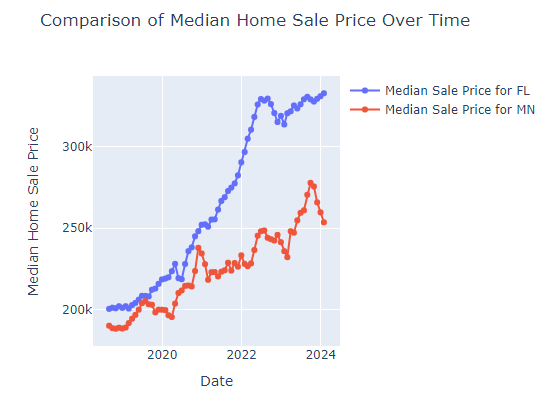 Comparison of Median Home Sale Price Over Time
Median Sale Price for FL
Median Sale Price for MN
Median Home Sale Price
300k
250k
200k
2020
2022
2024
Date